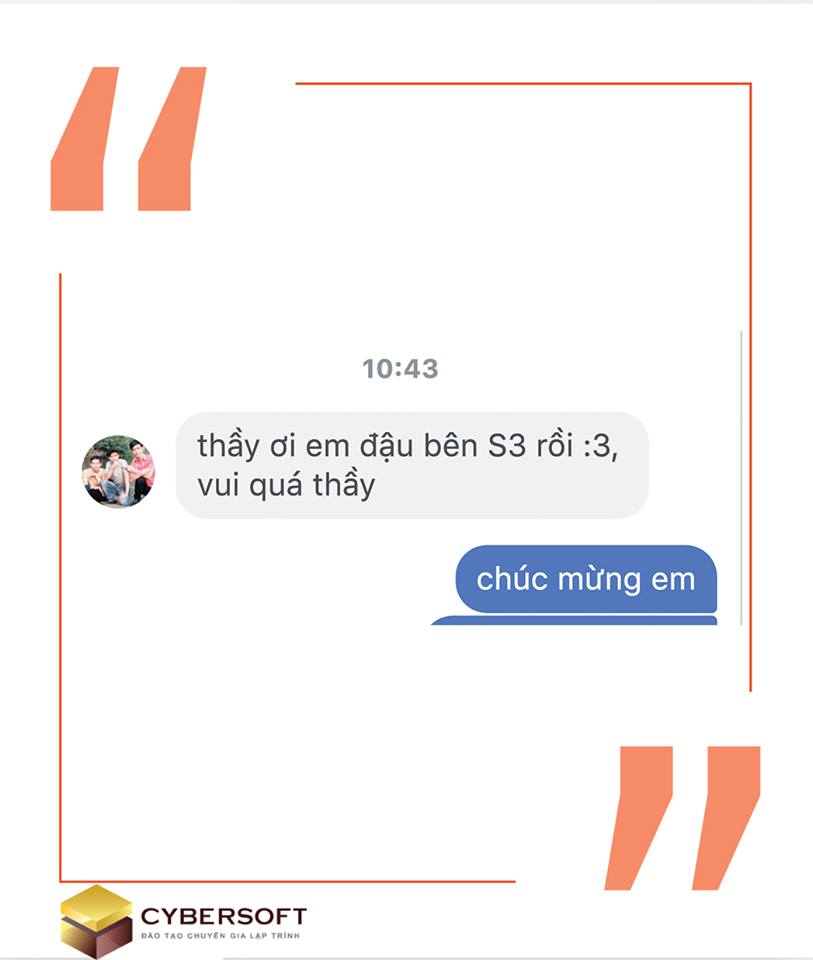 10:43
thầy ơi em đậu bên S3 rồi :3,
vui quá thầy
chúc mừng em
CYBERSOFT
ĐÀO TẠO CHUYÊN GIA LẬP TRÌNH